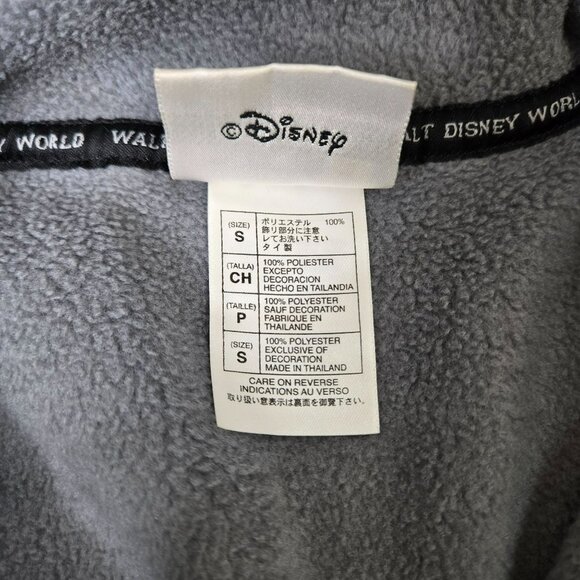 Y WORLD WAL
©Disney
ALT DISNEY WORL
(SIZE)
S
ポリエステル 100%
飾り部分に注意
してお洗い下さい
タイ製
(TALLA)
CH
100% POLIESTER
EXCEPTO
DECORACION
HECHO EN TAILANDIA
(TAILLE)
P
100% POLYESTER
SAUF DECORATION
FABRIQUE EN
THAILANDE
(SIZE)
S
100% POLYESTER
EXCLUSIVE OF
DECORATION
MADE IN THAILAND
CARE ON REVERSE
INDICATIONS AU VERSO
取り扱い意表示は裏面を御覧下さい.